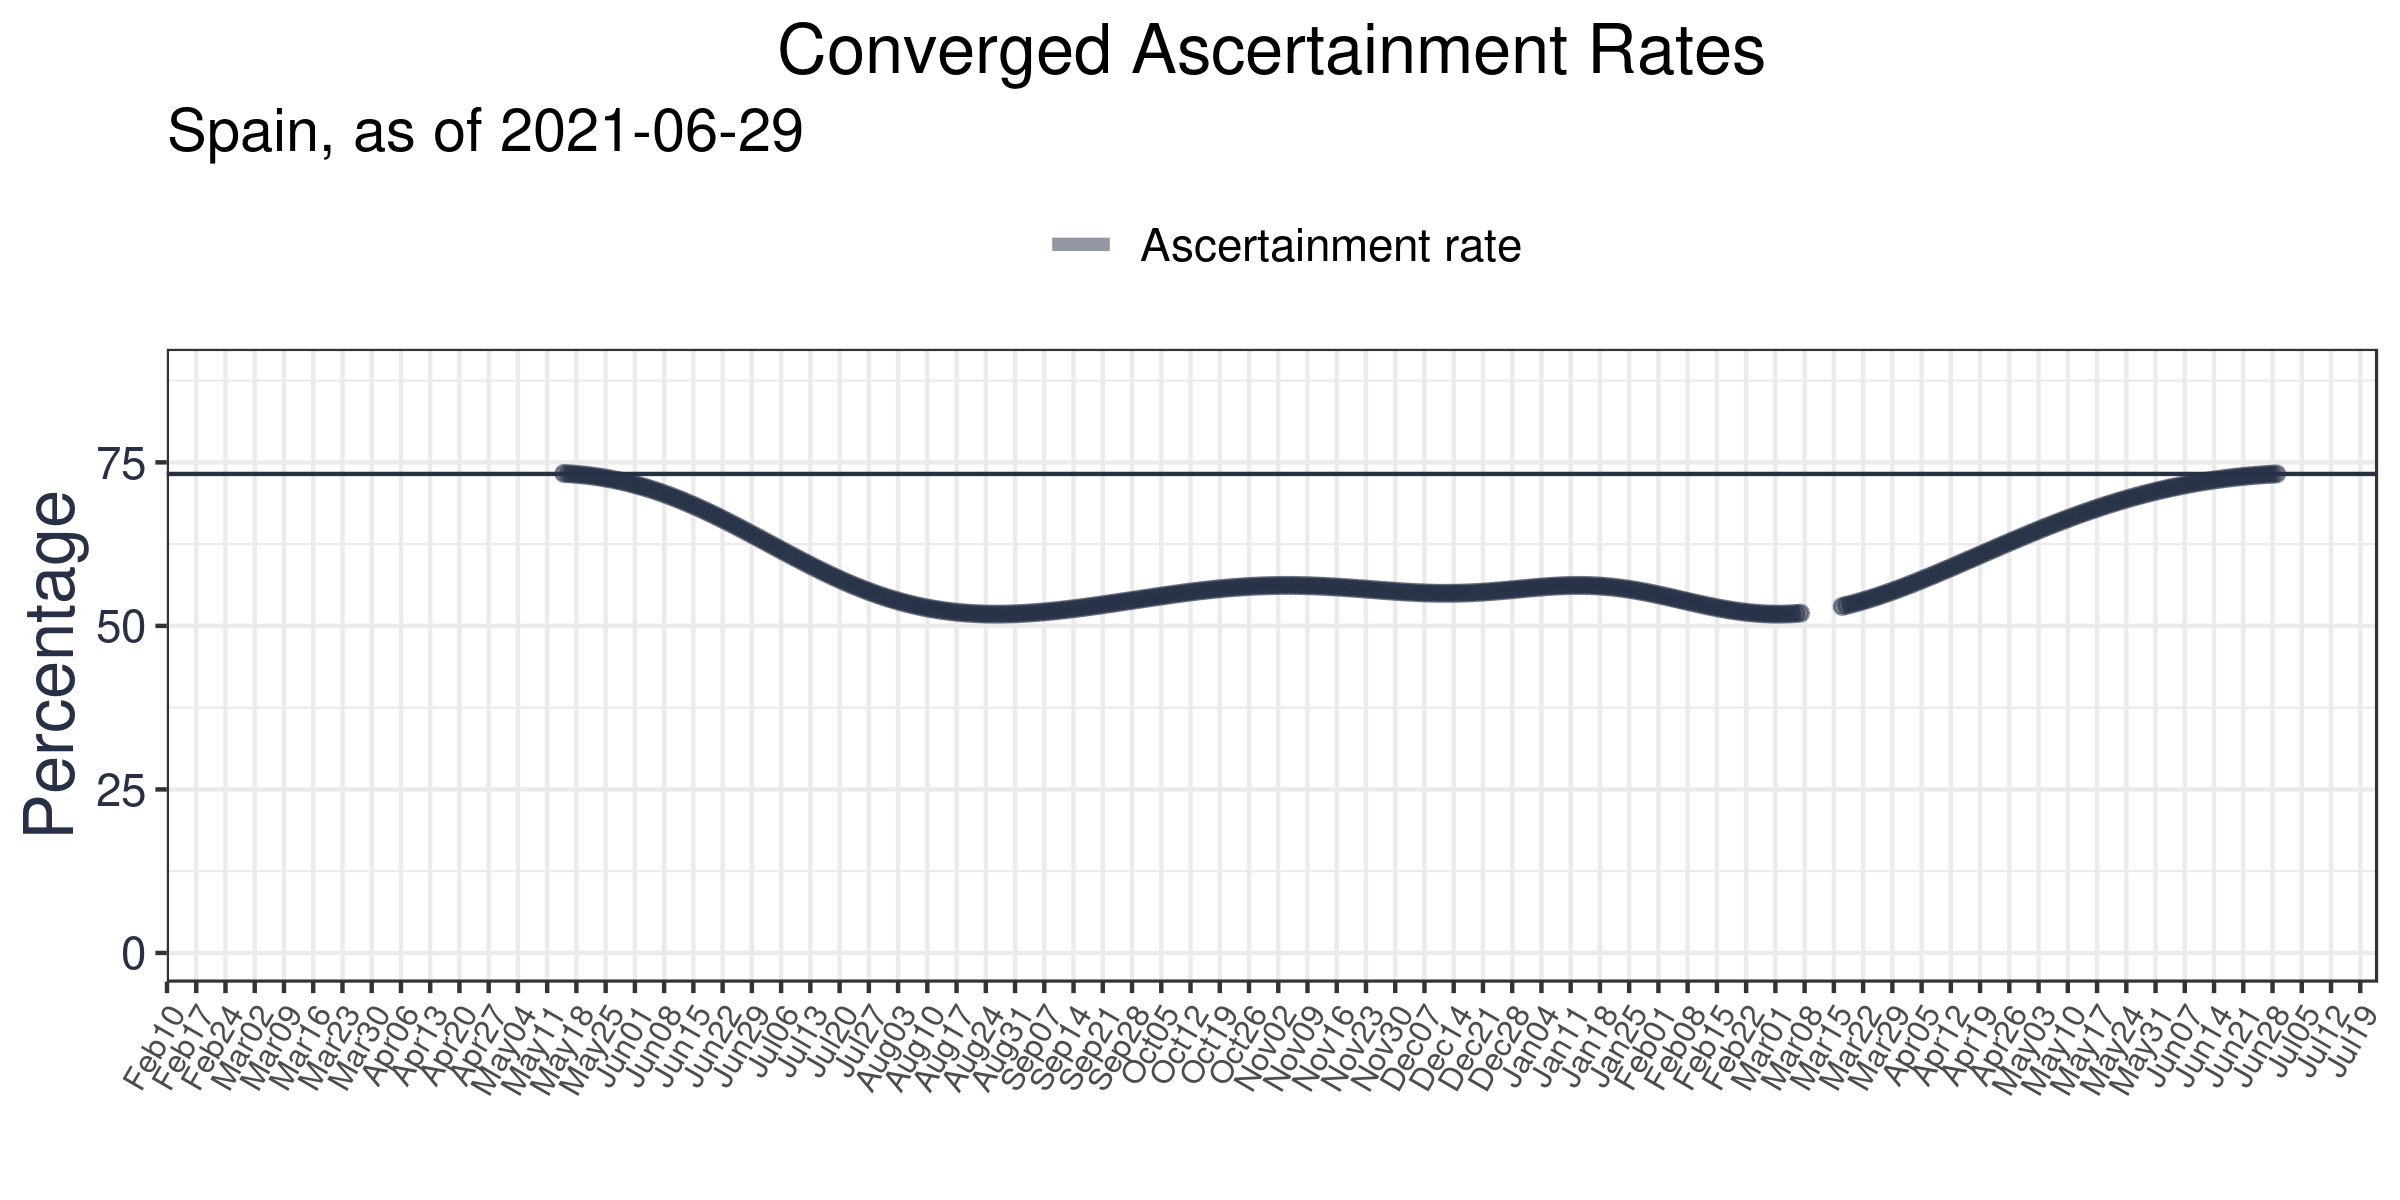 Converged Ascertainment Rates
Spain, as of 2021-06-29
Ascertainment rate
Percentage
75
50
25
0
Feb10
Feb17
Feb24
Mar02
Mar09
Mar16
Mar23
Mar30
Apr06
Apr13
Apr20
Apr27
May04
May11
May18
May25
Jun01
Jun08
Jun15
Jun22
Jun29
Jul06
Jul13
Jul20
Jul27
Aug03
Aug10
Aug17
Aug24
Aug31
Sep07
Sep14
Sep21
Sep28
Oct05
Oct12
Oct19
Oct26
Nov02
Nov09
Nov16
Nov23
Nov30
Dec07
Dec14
Dec21
Dec28
Jan04
Jan11
Jan18
Jan25
Feb01
Feb08
Feb15
Feb22
Mar01
Mar08
Mar15
Mar22
Mar29
Apr05
Apr12
Apr19
Apr26
May03
May10
May17
May24
May31
Jun07
Jun14
Jun21
Jun28
Jul05
Jul12
Jul19